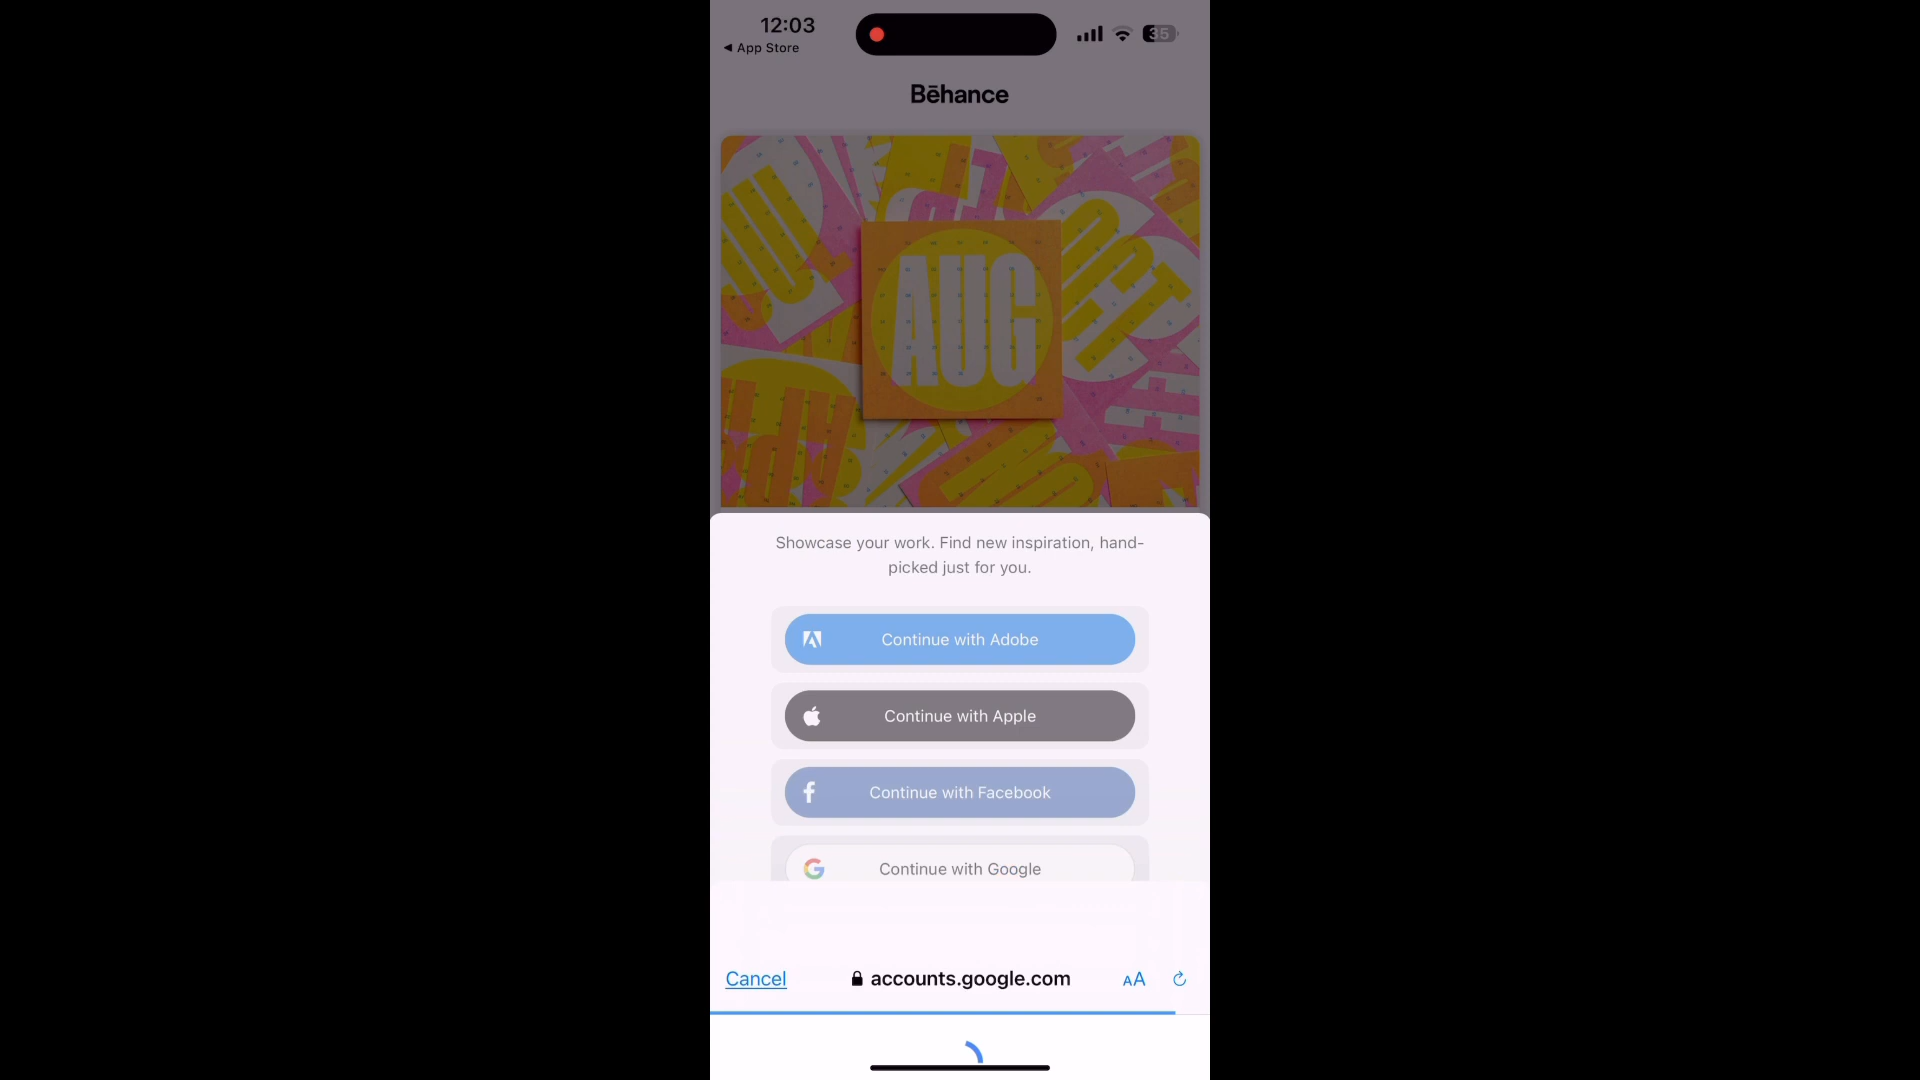 12:03
35
◀ App Store
Bēhance
AUG
Showcase your work. Find new inspiration, hand-
picked just for you.
Continue with Adobe
Continue with Apple
Continue with Facebook
Continue with Google
Cancel
accounts.google.com
AA